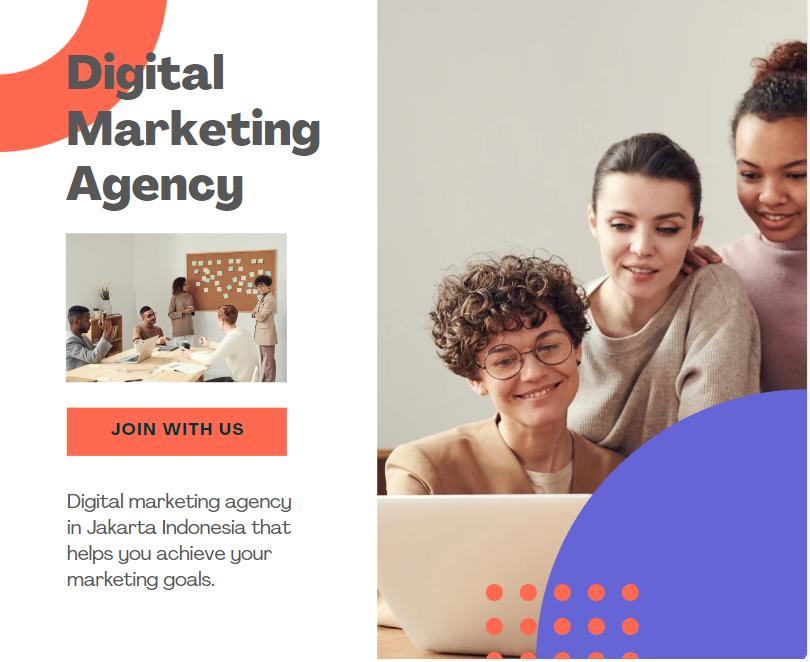 Digital
Marketing
Agency
JOIN WITH US
Digital marketing agency
in Jakarta Indonesia that
helps you achieve your
marketing goals.